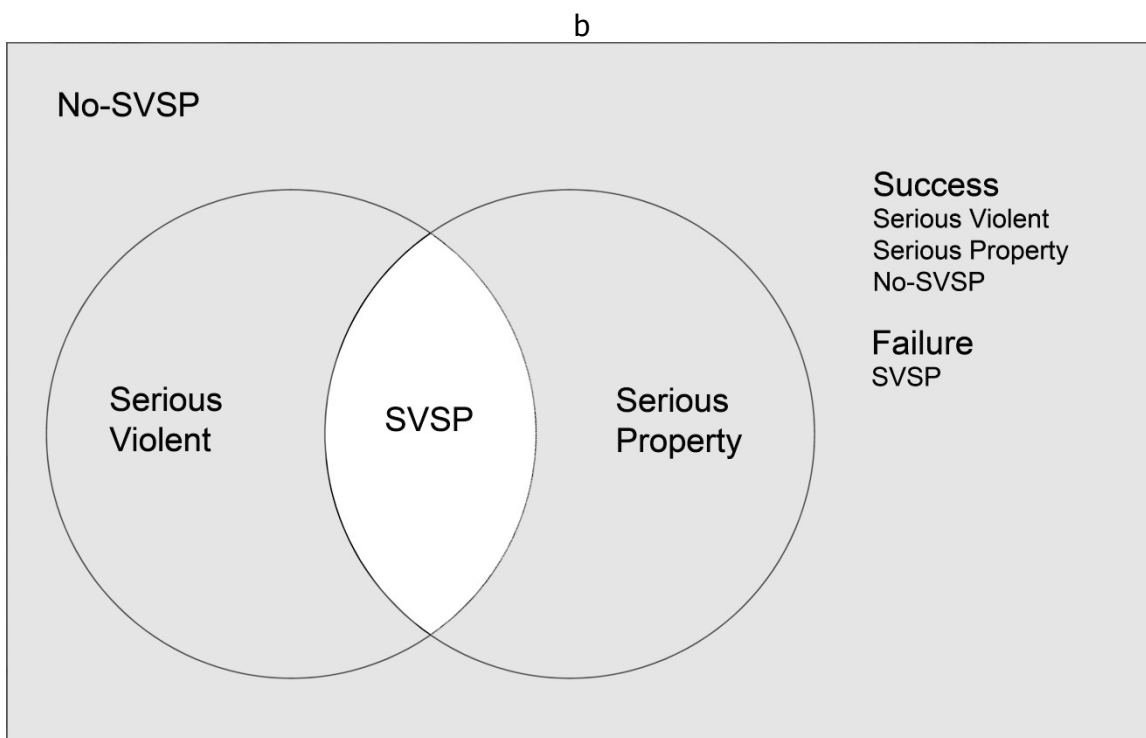 b
No-SVSP
Success
Serious Violent
Serious Property
No-SVSP
Failure
SVSP
Serious
Violent
SVSP
Serious
Property